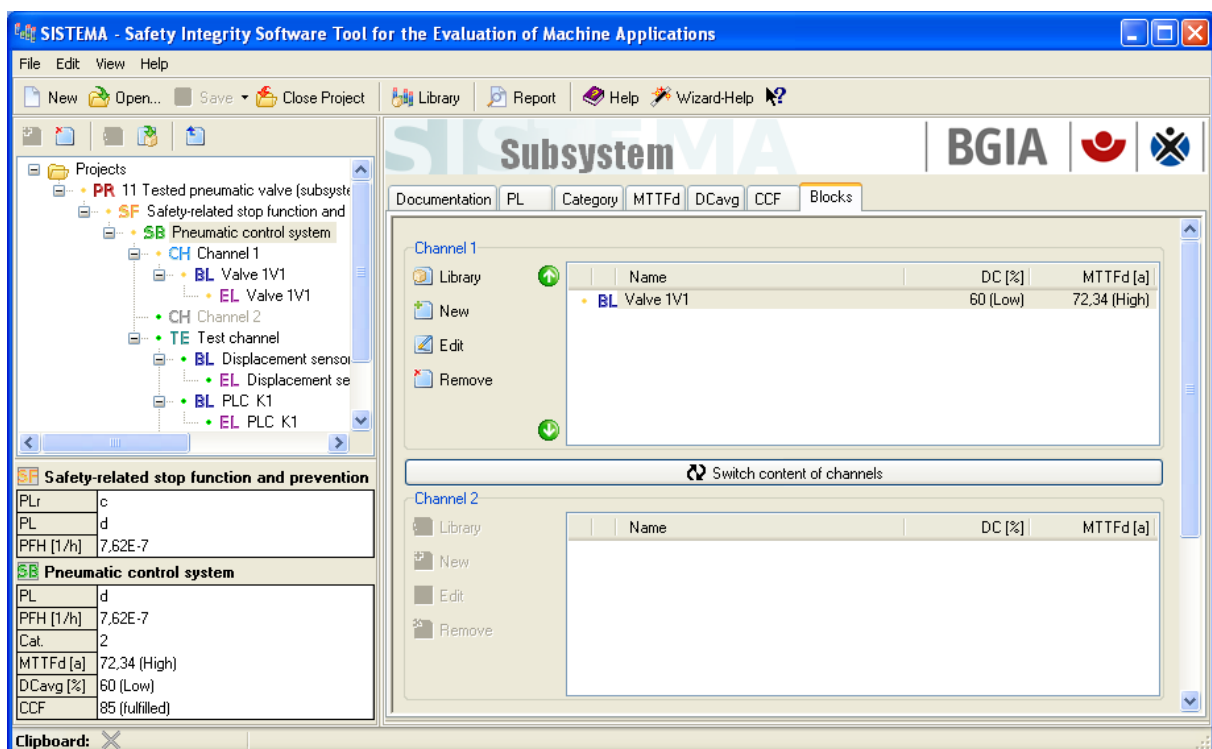 SISTEMA - Safety Integrity Software Tool for the Evaluation of Machine Applications
File Edit View Help
New Open... Save Close Project Library Report Help Wizard-Help
SISTEMA
Subsystem
BGIA
Projects
PR 11 Tested pneumatic valve (subsyste
SF Safety-related stop function and
SB Pneumatic control system
CH Channel 1
BL Valve 1V1
EL Valve 1V1
CH Channel 2
TE Test channel
BL Displacement sensor
EL Displacement se
BL PLC K1
EL PLC K1
SF Safety-related stop function and prevention
PLr c
PL d
PFH [1/h] 7,62E-7
SB Pneumatic control system
PL d
PFH [1/h] 7,62E-7
Cat. 2
MTTFd [a] 72,34 (High)
DCavg [%] 60 (Low)
CCF 85 (fulfilled)
Documentation PL Category MTTFd DCavg CCF Blocks
Channel 1
Library
New
Edit
Remove
Name DC [%] MTTFd [a]
BL Valve 1V1 60 (Low) 72,34 (High)
Switch content of channels
Channel 2
Library
New
Edit
Remove
Name DC [%] MTTFd [a]
Clipboard: